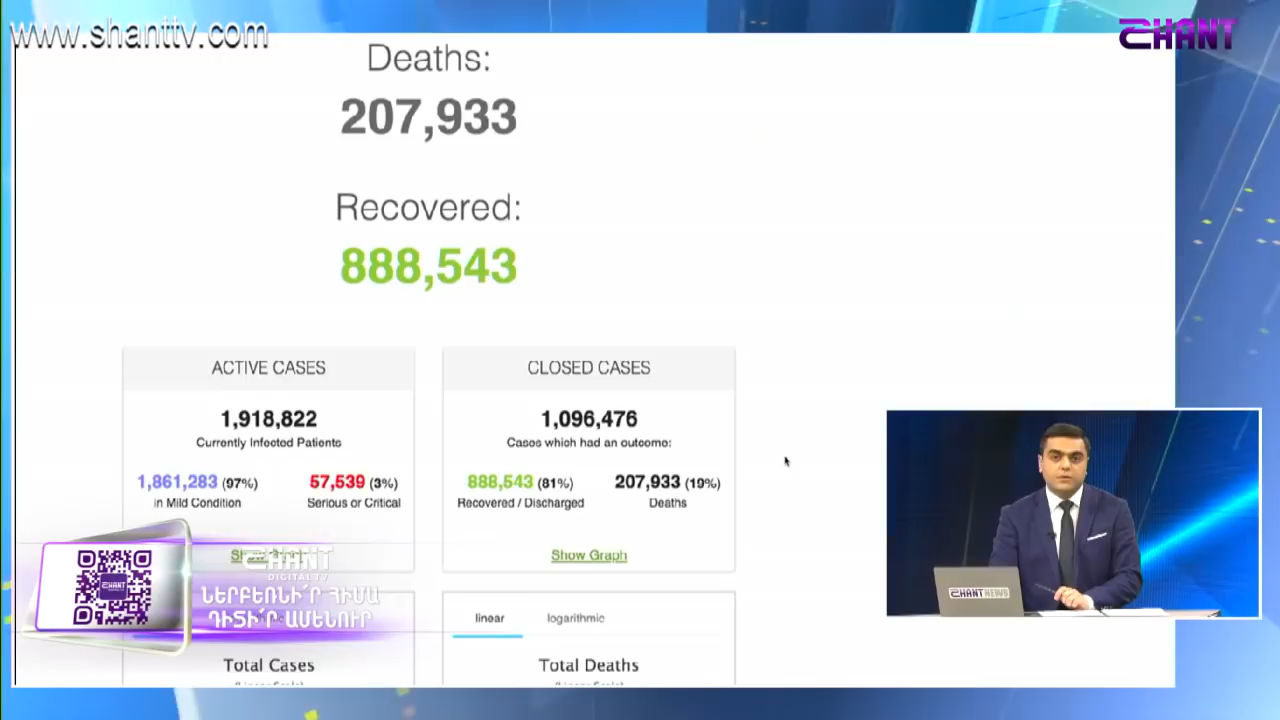 www.shanttv.com
SHANT
Deaths:
207,933
Recovered:
888,543
ACTIVE CASES
1,918,822
Currently Infected Patients
1,861,283 (97%)
in Mild Condition
57,539 (3%)
Serious or Critical
CLOSED CASES
1,096,476
Cases which had an outcome:
888,543 (81%)
Recovered / Discharged
207,933 (19%)
Deaths
Show Graph
SHANT
DIGITAL TV
ՆԵՐԲԵՌՆԻ՛Ր ՀԻՄԱ
ԴԻՏԻ՛Ր ԱՄԵՆՈՒՐ
linear
logarithmic
Total Cases
Total Deaths
SHANT NEWS